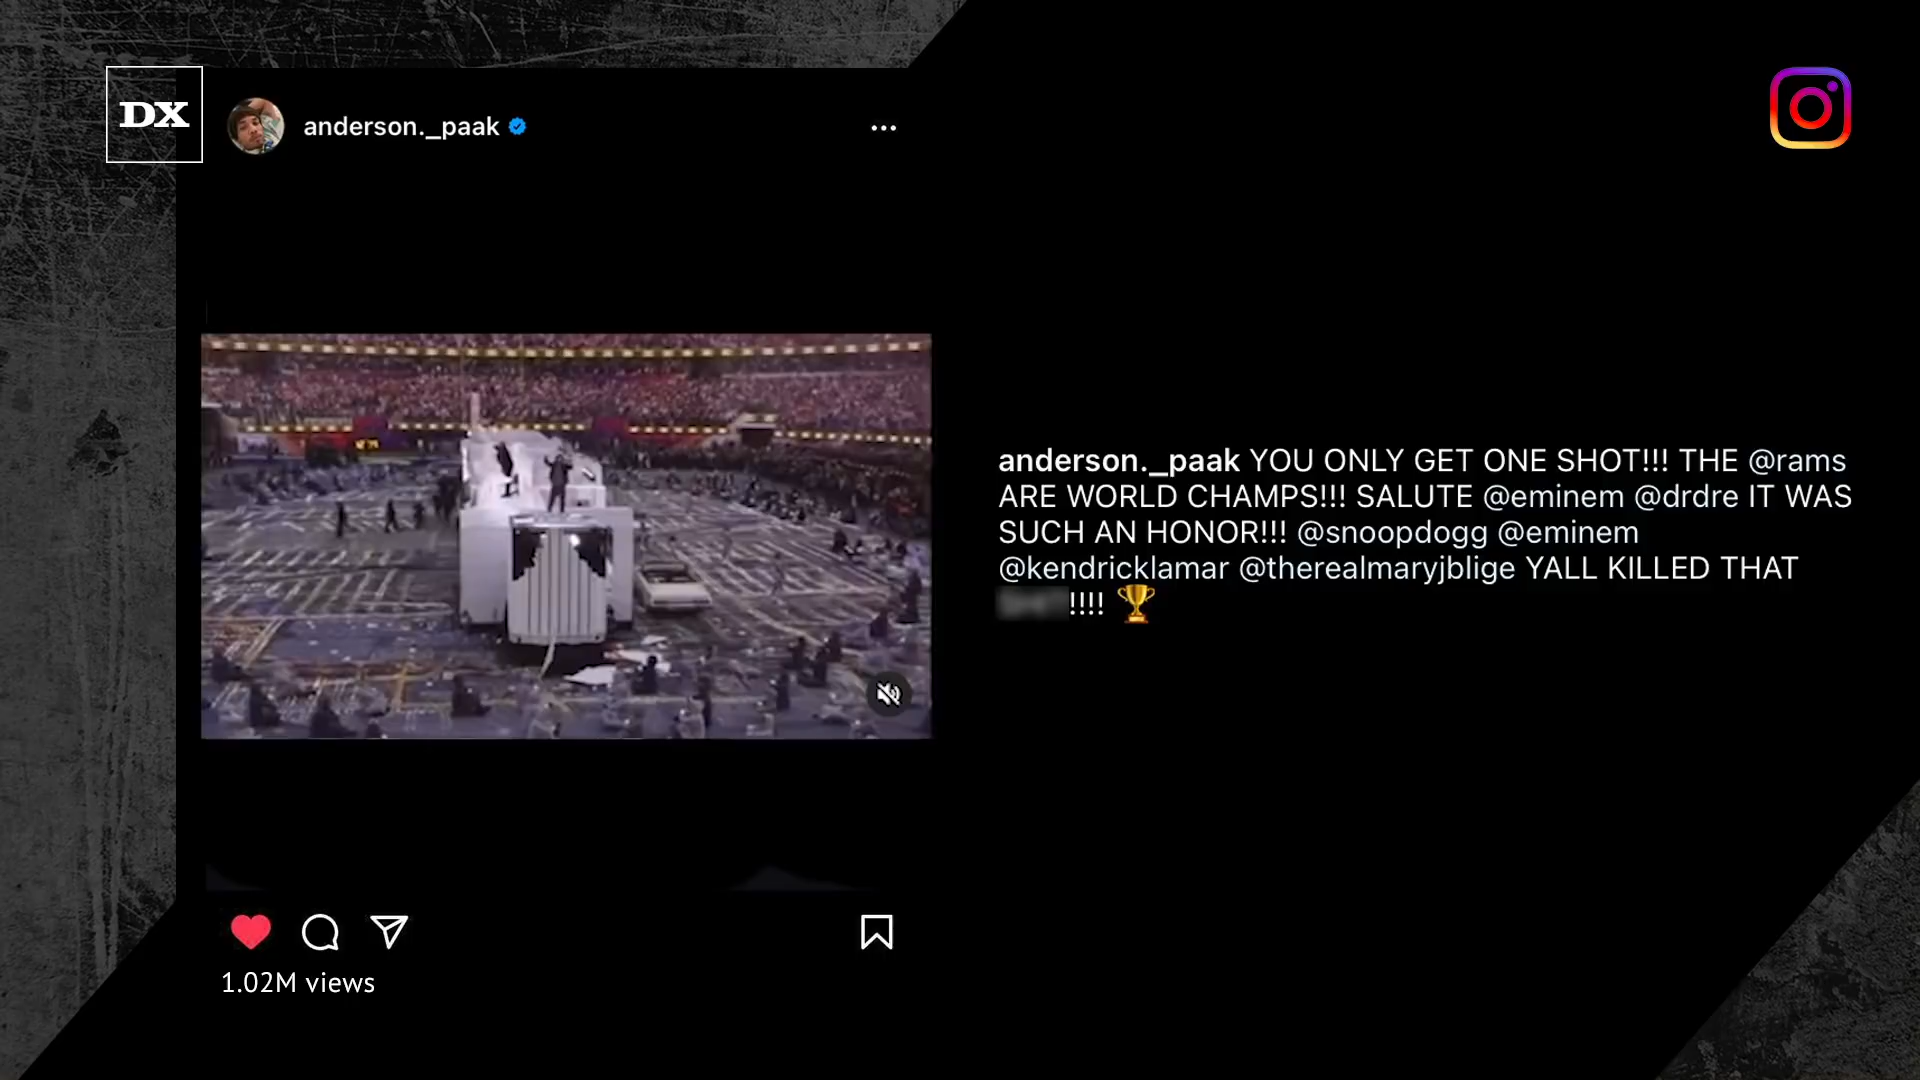 DX
anderson._paak
anderson._paak YOU ONLY GET ONE SHOT!!! THE @rams
ARE WORLD CHAMPS!!! SALUTE @eminem @drdre IT WAS
SUCH AN HONOR!!! @snoopdogg @eminem
@kendricklamar @therealmaryjblige YALL KILLED THAT
!!!! 🏆
1.02M views